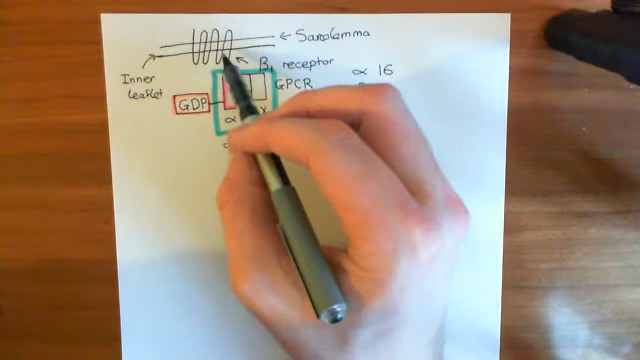 ← Sarcolemma
Inner leaflet
β₁ receptor
GPCR
α 16
GDP
α γ